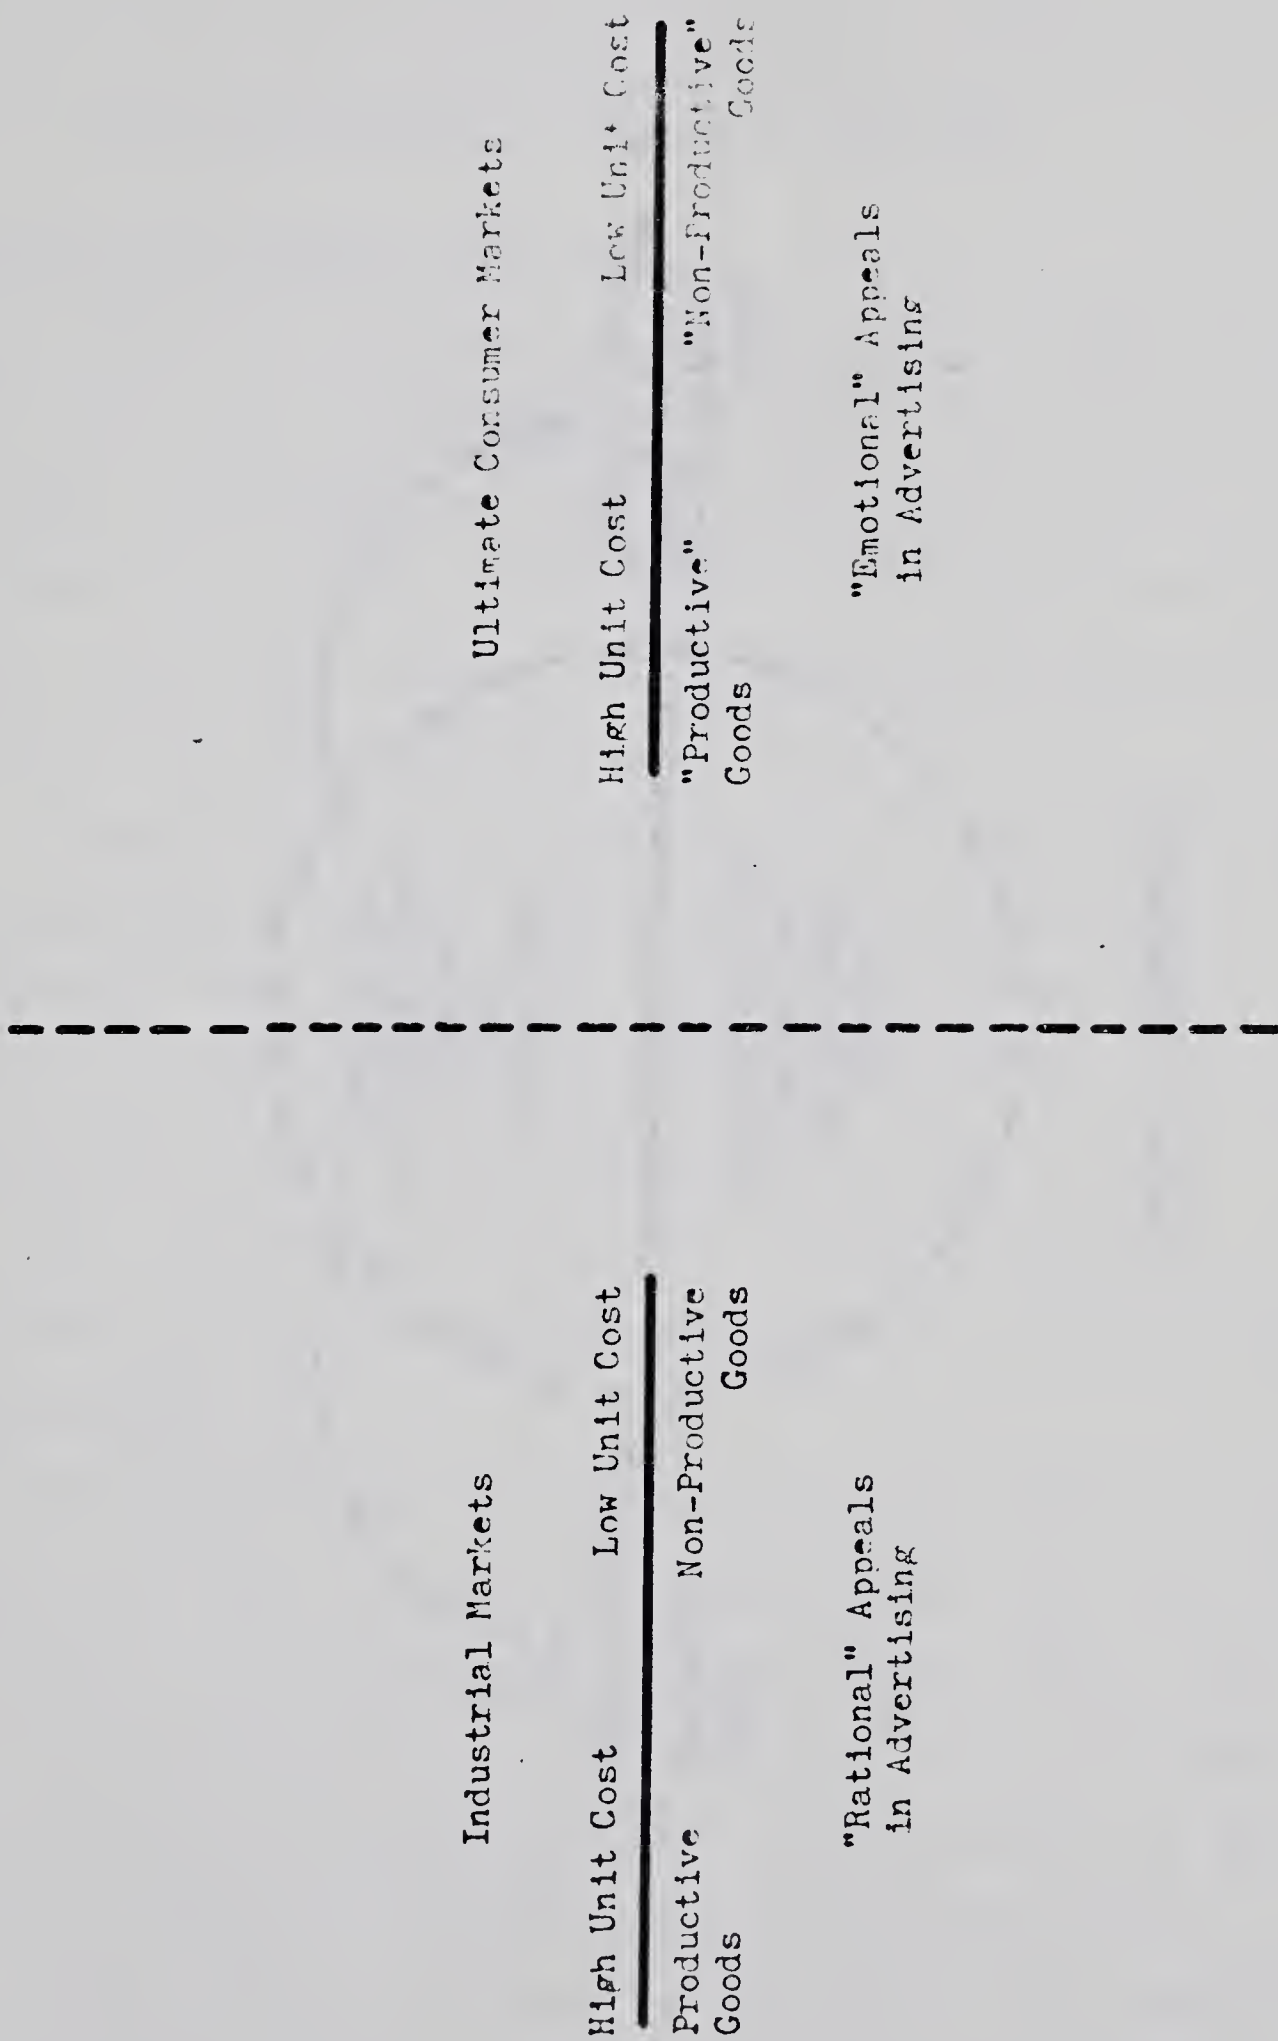 Industrial Markets
High Unit Cost Low Unit Cost
Productive Non-Productive
Goods Goods
"Rational" Appeals
in Advertising
Ultimate Consumer Markets
High Unit Cost Low Unit Cost
"Productive" "Non-Productive"
Goods Goods
"Emotional" Appeals
in Advertising